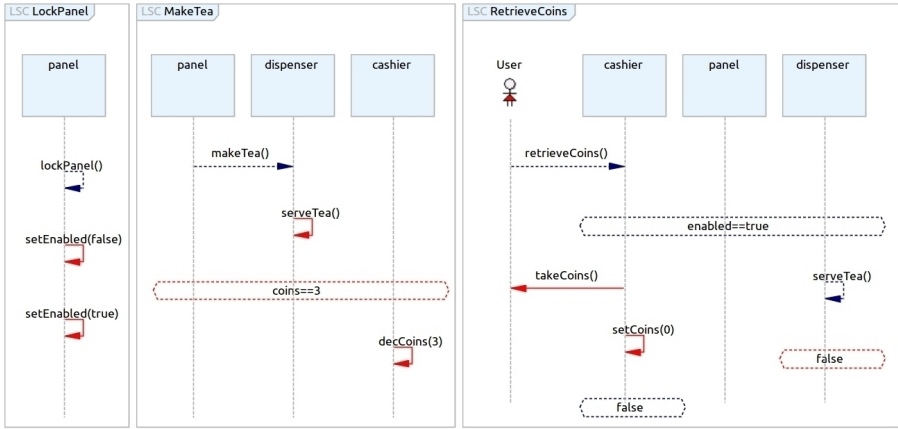 LSC LockPanel
panel
lockPanel()
setEnabled(false)
setEnabled(true)
LSC MakeTea
panel
dispenser
cashier
makeTea()
serveTea()
coins==3
decCoins(3)
LSC RetrieveCoins
User
cashier
panel
dispenser
retrieveCoins()
enabled==true
takeCoins()
serveTea()
setCoins(0)
false
false